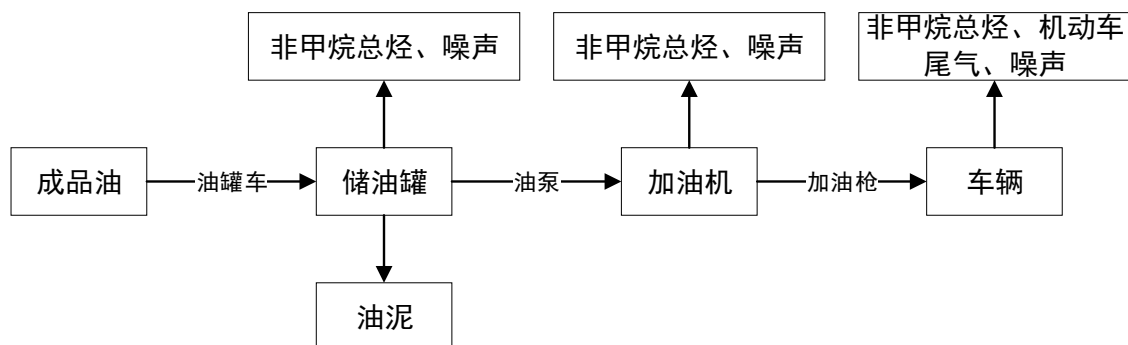 非甲烷总烃、噪声
非甲烷总烃、噪声
非甲烷总烃、机动车
尾气、噪声
成品油
油罐车
储油罐
油泵
加油机
加油枪
车辆
油泥